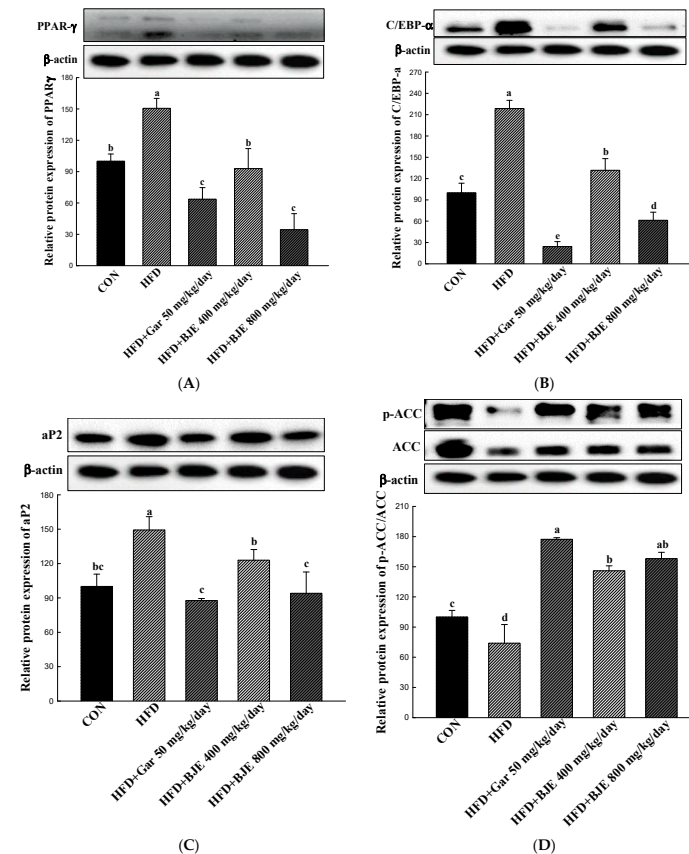 PPAR-γ
β-actin
Relative protein expression of PPARγ
180
150
120
90
60
30
0
b
a
c
b
c
CON
HFD
HFD+Gar 50 mg/kg/day
HFD+BJE 400 mg/kg/day
HFD+BJE 800 mg/kg/day
(A)
C/EBP-α
β-actin
Relative protein expression of C/EBP-a
270
240
210
180
150
120
90
60
30
0
c
a
e
b
d
CON
HFD
HFD+Gar 50 mg/kg/day
HFD+BJE 400 mg/kg/day
HFD+BJE 800 mg/kg/day
(B)
aP2
β-actin
Relative protein expression of aP2
180
150
120
90
60
30
0
bc
a
c
b
c
CON
HFD
HFD+Gar 50 mg/kg/day
HFD+BJE 400 mg/kg/day
HFD+BJE 800 mg/kg/day
(C)
p-ACC
ACC
β-actin
Relative protein expression of p-ACC/ACC
210
180
150
120
90
60
30
0
c
d
a
b
ab
CON
HFD
HFD+Gar 50 mg/kg/day
HFD+BJE 400 mg/kg/day
HFD+BJE 800 mg/kg/day
(D)